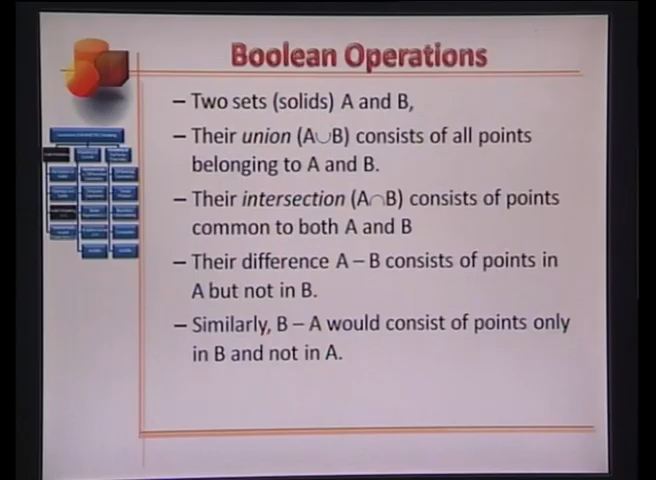 Boolean Operations
– Two sets (solids) A and B,
– Their union (A∪B) consists of all points
belonging to A and B.
– Their intersection (A∩B) consists of points
common to both A and B
– Their difference A – B consists of points in
A but not in B.
– Similarly, B – A would consist of points only
in B and not in A.